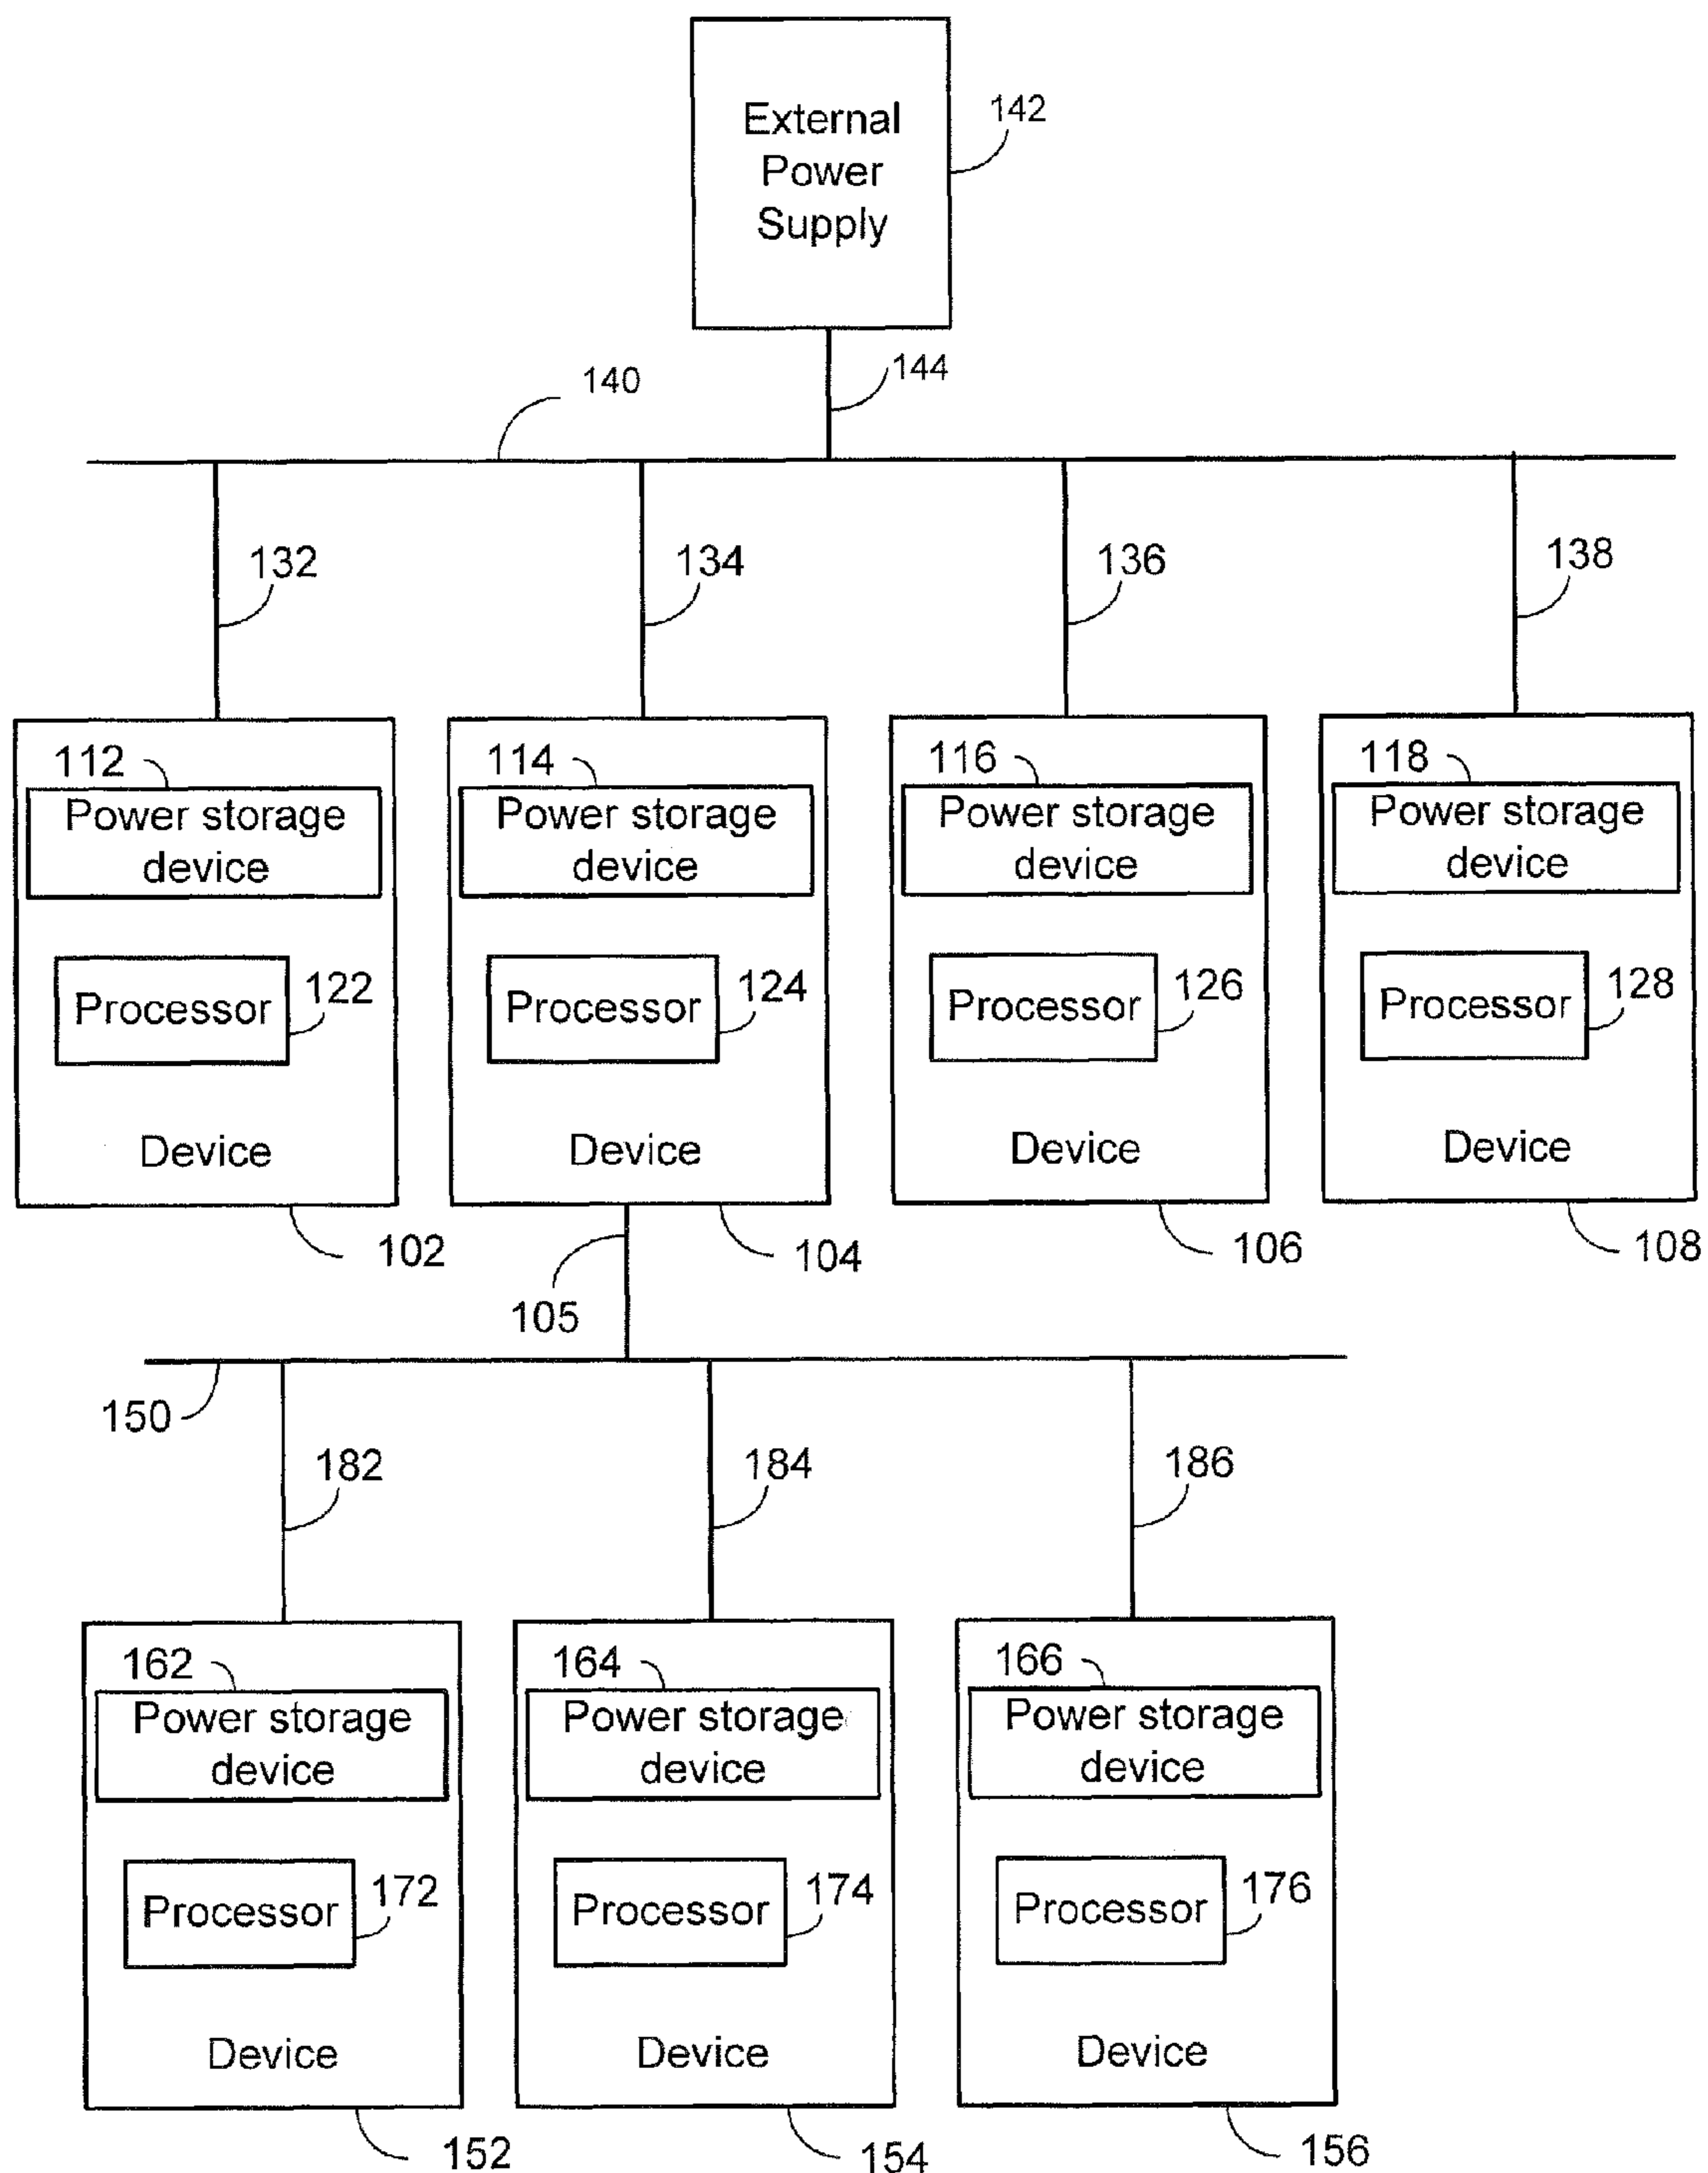 External
Power
Supply
142
144
140
132
134
136
138
112
114
116
118
Power storage
device
Power storage
device
Power storage
device
Power storage
device
Processor
122
Processor
124
Processor
126
Processor
128
Device
Device
Device
Device
102
104
106
108
105
150
182
184
186
162
164
166
Power storage
device
Power storage
device
Power storage
device
Processor
172
Processor
174
Processor
176
Device
Device
Device
152
154
156